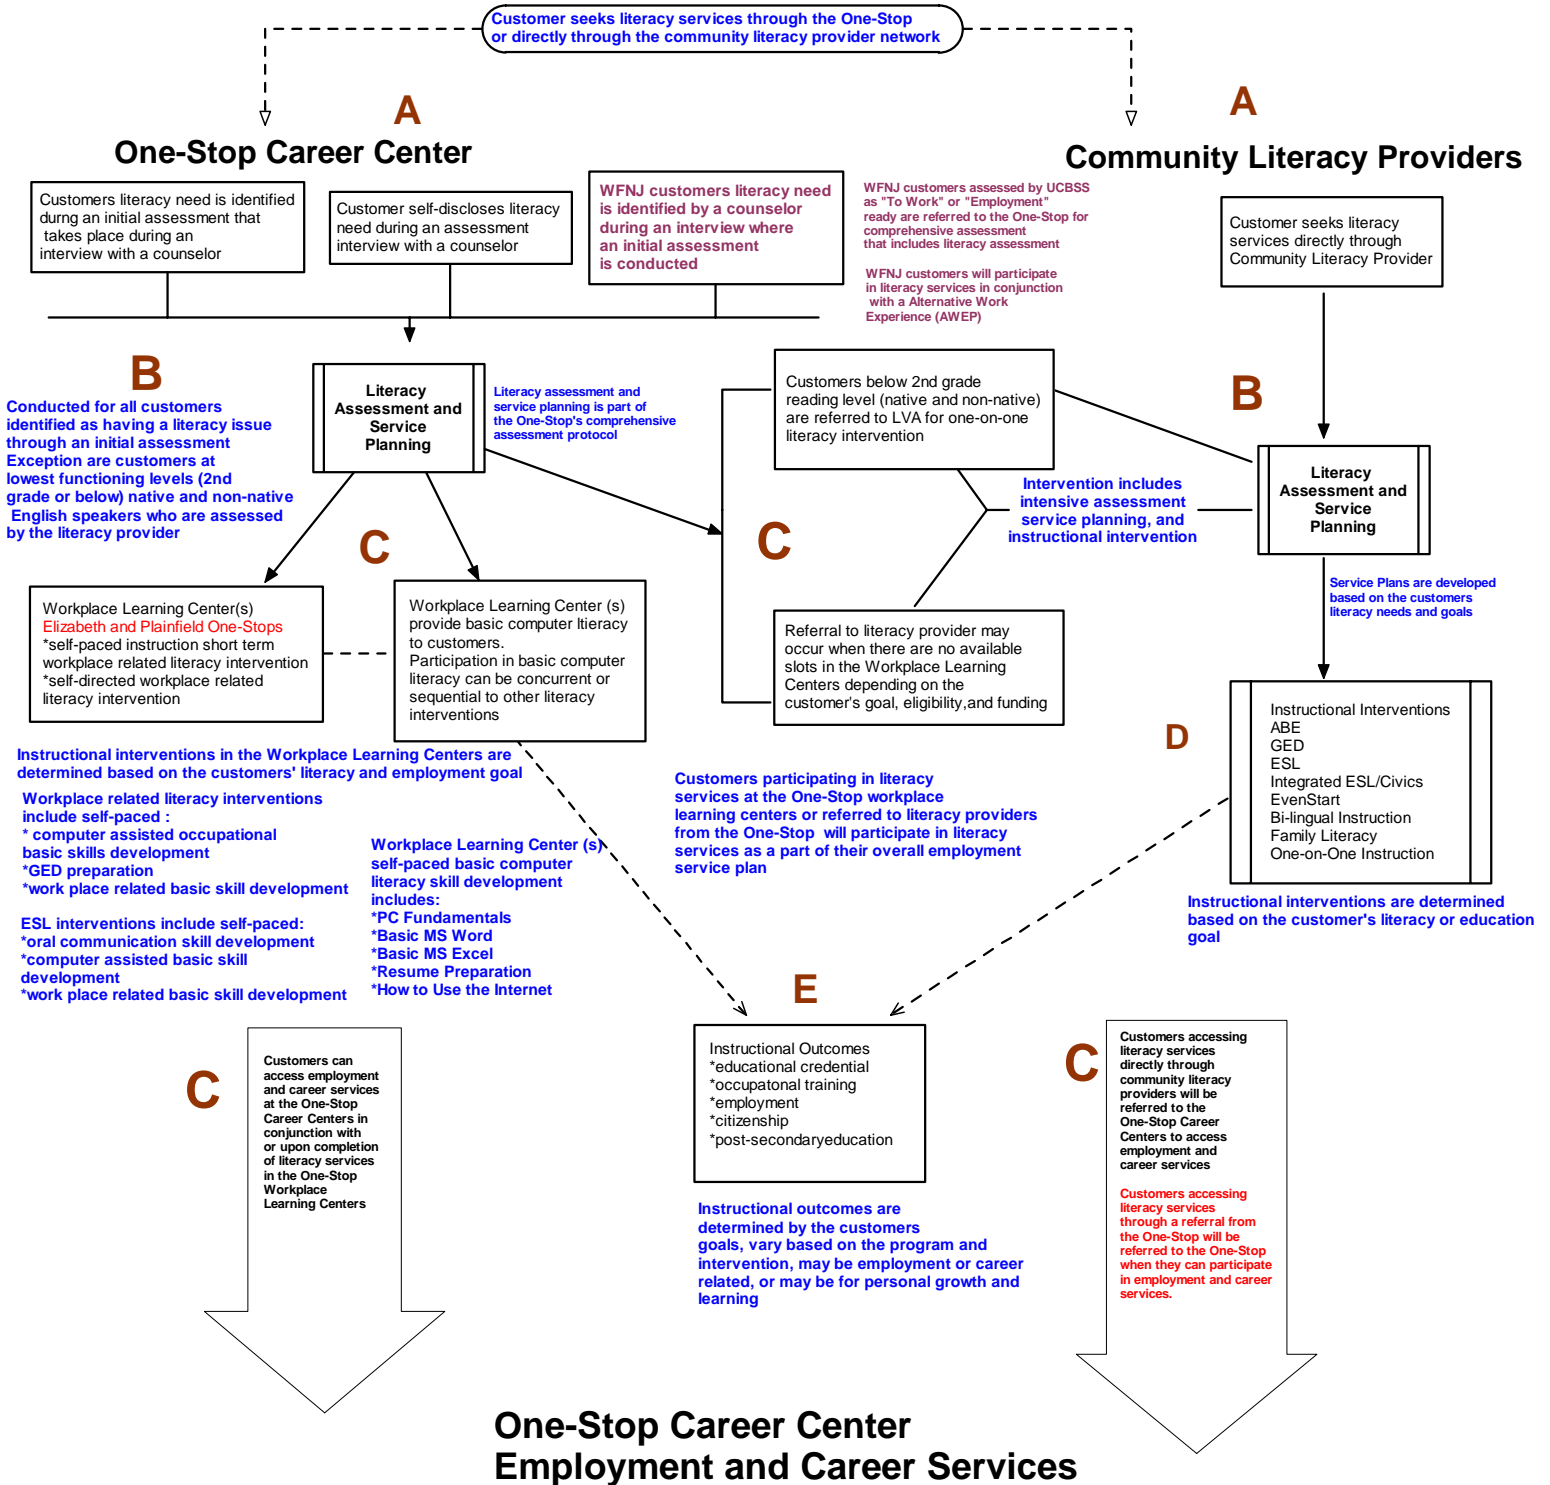 Customer seeks literacy services through the One-Stop
or directly through the community literacy provider network
A
A
One-Stop Career Center
Community Literacy Providers
Customers literacy need is identified
durng an initial assessment that
takes place during an
interview with a counselor
Customer self-discloses literacy
need during an assessment
interview with a counselor
WFNJ customers literacy need
is identified by a counselor
during an interview where
an initial assessment
is conducted
WFNJ customers assessed by UCBSS
as "To Work" or "Employment"
ready are referred to the One-Stop for
comprehensive assessment
that includes literacy assessment
WFNJ customers will participate
in literacy services in conjunction
with a Alternative Work
Experience (AWEP)
Customer seeks literacy
services directly through
Community Literacy Provider
B
Conducted for all customers
identified as having a literacy issue
through an initial assessment
Exception are customers at
lowest functioning levels (2nd
grade or below) native and non-native
English speakers who are assessed
by the literacy provider
Literacy
Assessment and
Service
Planning
Literacy assessment and
service planning is part of
the One-Stop's comprehensive
assessment protocol
Customers below 2nd grade
reading level (native and non-native)
are referred to LVA for one-on-one
literacy intervention
B
Literacy
Assessment and
Service
Planning
Intervention includes
intensive assessment
service planning, and
instructional intervention
C
C
Workplace Learning Center(s)
Elizabeth and Plainfield One-Stops
*self-paced instruction short term
workplace related literacy intervention
*self-directed workplace related
literacy intervention
Workplace Learning Center (s)
provide basic computer ltieracy
to customers.
Participation in basic computer
literacy can be concurrent or
sequential to other literacy
interventions
Referral to literacy provider may
occur when there are no available
slots in the Workplace Learning
Centers depending on the
customer's goal, eligibility,and funding
Service Plans are developed
based on the customers
literacy needs and goals
D
Instructional Interventions
ABE
GED
ESL
Integrated ESL/Civics
EvenStart
Bi-lingual Instruction
Family Literacy
One-on-One Instruction
Instructional interventions in the Workplace Learning Centers are
determined based on the customers' literacy and employment goal
Workplace related literacy interventions
include self-paced :
* computer assisted occupational
basic skills development
*GED preparation
*work place related basic skill development
ESL interventions include self-paced:
*oral communication skill development
*computer assisted basic skill
development
*work place related basic skill development
Workplace Learning Center (s)
self-paced basic computer
literacy skill development
includes:
*PC Fundamentals
*Basic MS Word
*Basic MS Excel
*Resume Preparation
*How to Use the Internet
Customers participating in literacy
services at the One-Stop workplace
learning centers or referred to literacy providers
from the One-Stop will participate in literacy
services as a part of their overall employment
service plan
Instructional interventions are determined
based on the customer's literacy or education
goal
E
Instructional Outcomes
*educational credential
*occupatonal training
*employment
*citizenship
*post-secondaryeducation
Instructional outcomes are
determined by the customers
goals, vary based on the program and
intervention, may be employment or career
related, or may be for personal growth and
learning
C
Customers can
access employment
and career services
at the One-Stop
Career Centers in
conjunction with
or upon completion
of literacy services
in the One-Stop
Workplace
Learning Centers
C
Customers accessing
literacy services
directly through
community literacy
providers will be
referred to the
One-Stop Career
Centers to access
employment and
career services
Customers accessing
literacy services
through a referral from
the One-Stop will be
referred to the One-Stop
when they can participate
in employment and career
services.
One-Stop Career Center
Employment and Career Services